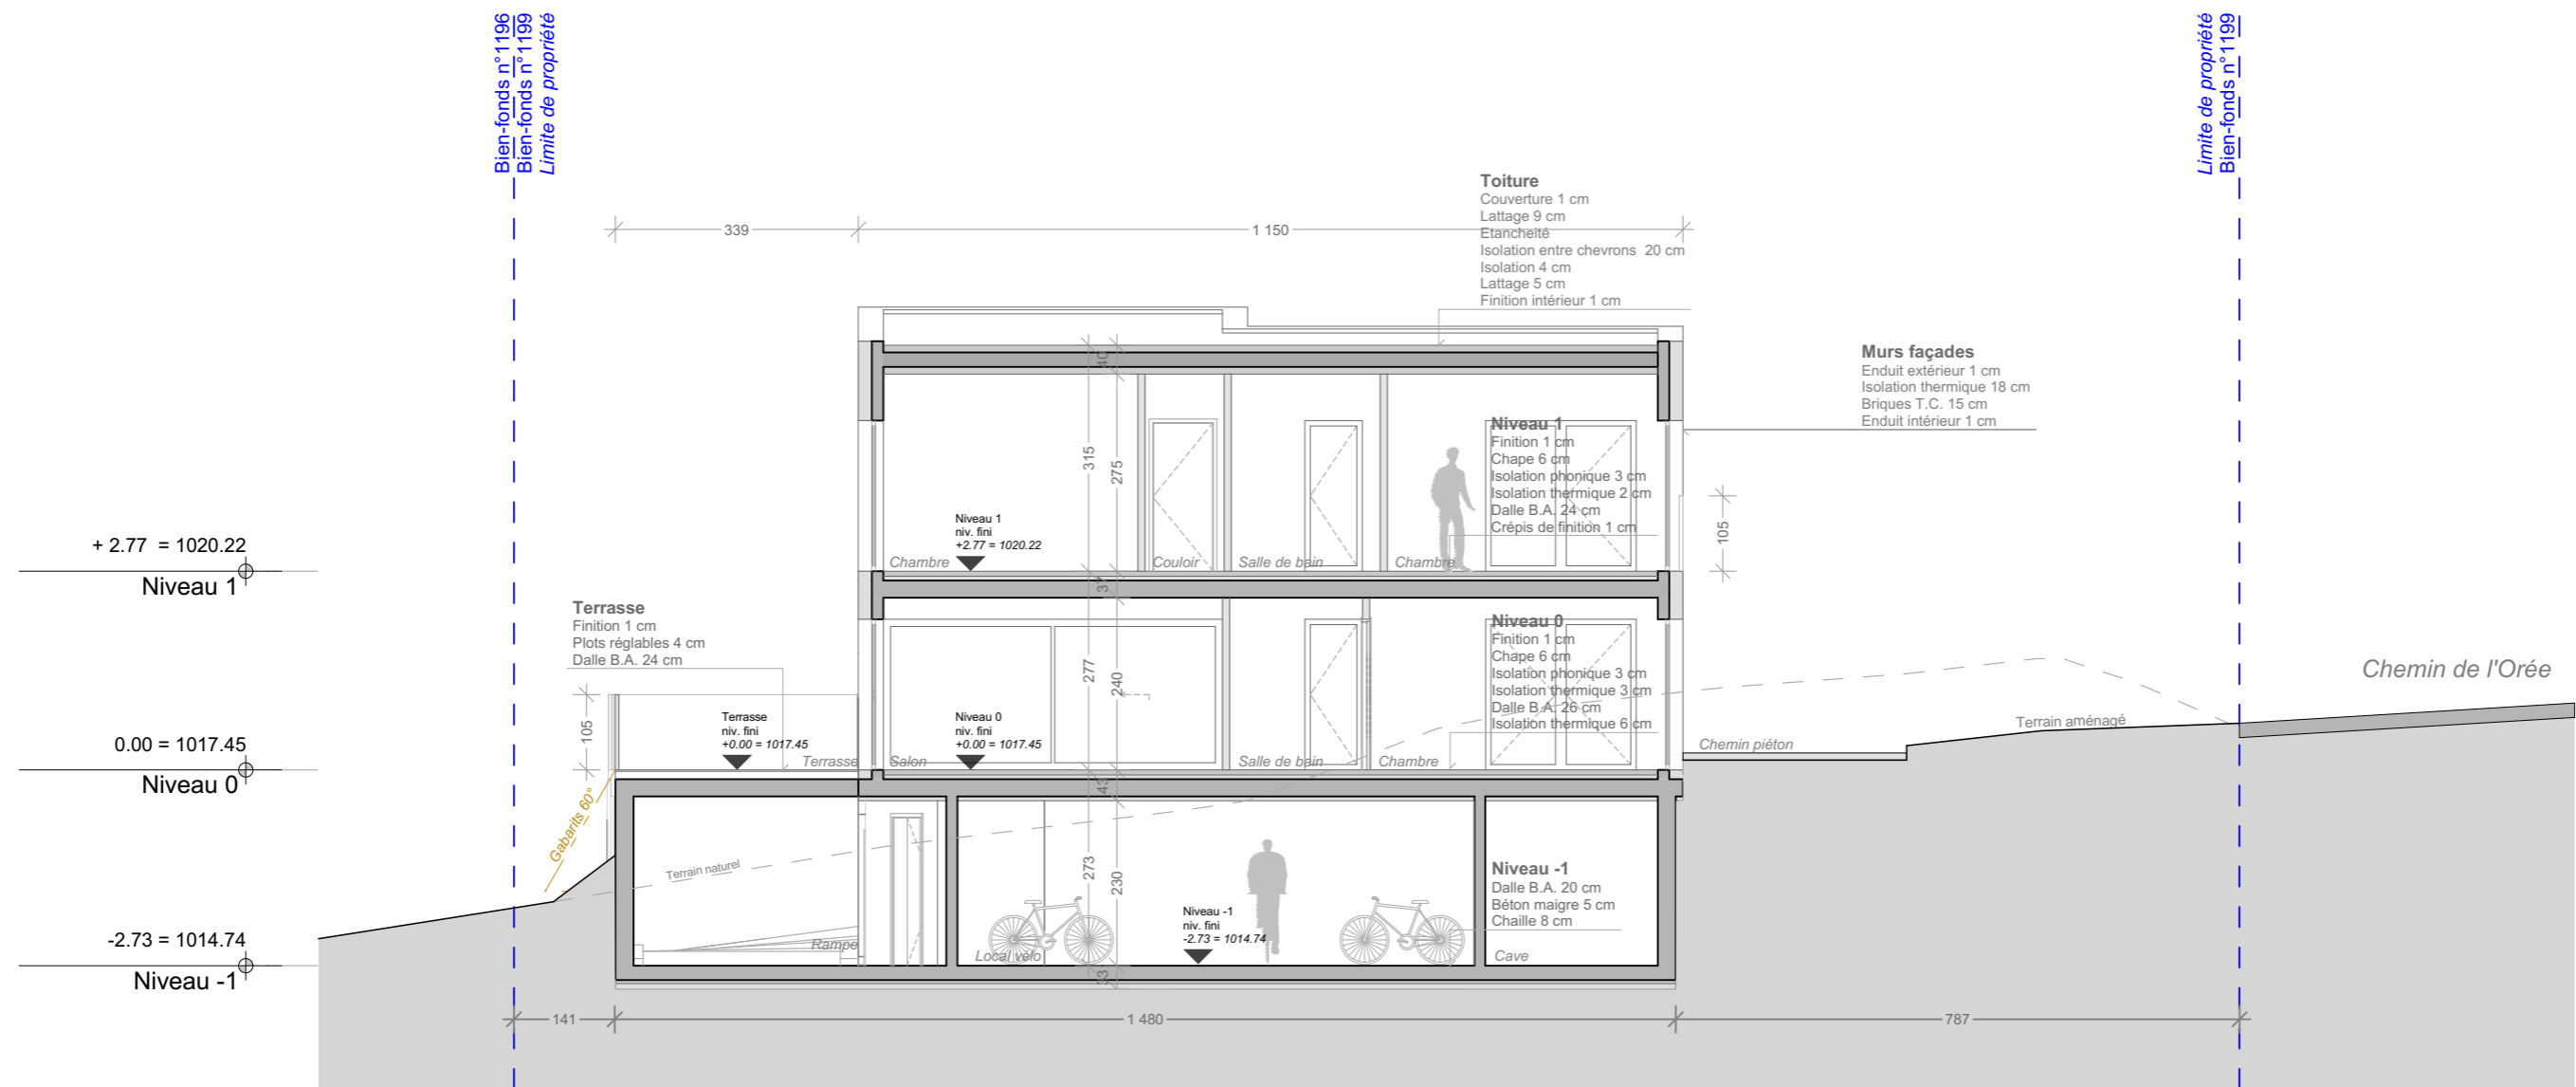 Bien-fonds n°1196
Bien-fonds n°1199
Limite de propriété
Limite de propriété
Bien-fonds n°1199
Toiture
Couverture 1 cm
Lattage 9 cm
Etancheité
Isolation entre chevrons 20 cm
Isolation 4 cm
Lattage 5 cm
Finition intérieur 1 cm
339
1 150
Murs façades
Enduit extérieur 1 cm
Isolation thermique 18 cm
Briques T.C. 15 cm
Enduit intérieur 1 cm
40
315
275
Niveau 1
Finition 1 cm
Chape 6 cm
Isolation phonique 3 cm
Isolation thermique 2 cm
Dalle B.A. 24 cm
Crépis de finition 1 cm
105
Niveau 1
niv. fini
+2.77 = 1020.22
Chambre
Couloir
Salle de bain
Chambre
+ 2.77 = 1020.22
Niveau 1
37
Terrasse
Finition 1 cm
Plots réglables 4 cm
Dalle B.A. 24 cm
277
240
Niveau 0
Finition 1 cm
Chape 6 cm
Isolation phonique 3 cm
Isolation thermique 3 cm
Dalle B.A. 26 cm
Isolation thermique 6 cm
Chemin de l'Orée
105
Terrasse
niv. fini
+0.00 = 1017.45
Niveau 0
niv. fini
+0.00 = 1017.45
Terrain aménagé
Chemin piéton
0.00 = 1017.45
Niveau 0
Terrasse
Salon
Salle de bain
Chambre
43
Gabarits 60°
Terrain naturel
273
230
Niveau -1
Dalle B.A. 20 cm
Béton maigre 5 cm
Chaille 8 cm
Niveau -1
niv. fini
-2.73 = 1014.74
-2.73 = 1014.74
Niveau -1
Rampe
Local vélo
Cave
33
141
1 480
787